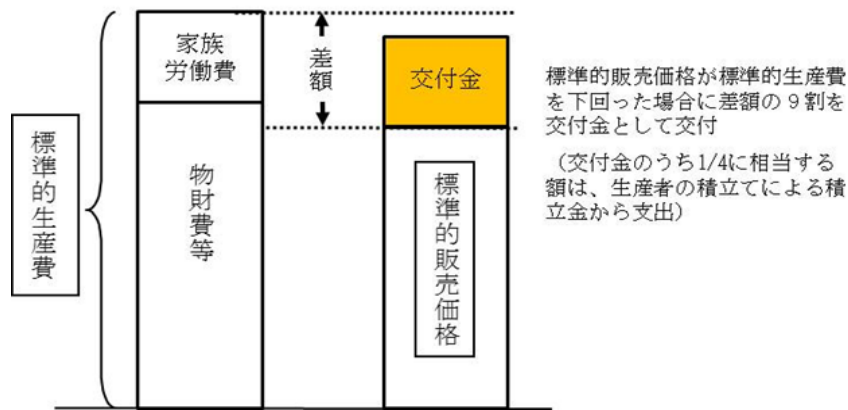 家族
労働費
差額
交付金
標準的生産費
物財費等
標準的販売価格
標準的販売価格が標準的生産費
を下回った場合に差額の９割を
交付金として交付
（交付金のうち1/4に相当する
額は、生産者の積立てによる積
立金から支出）